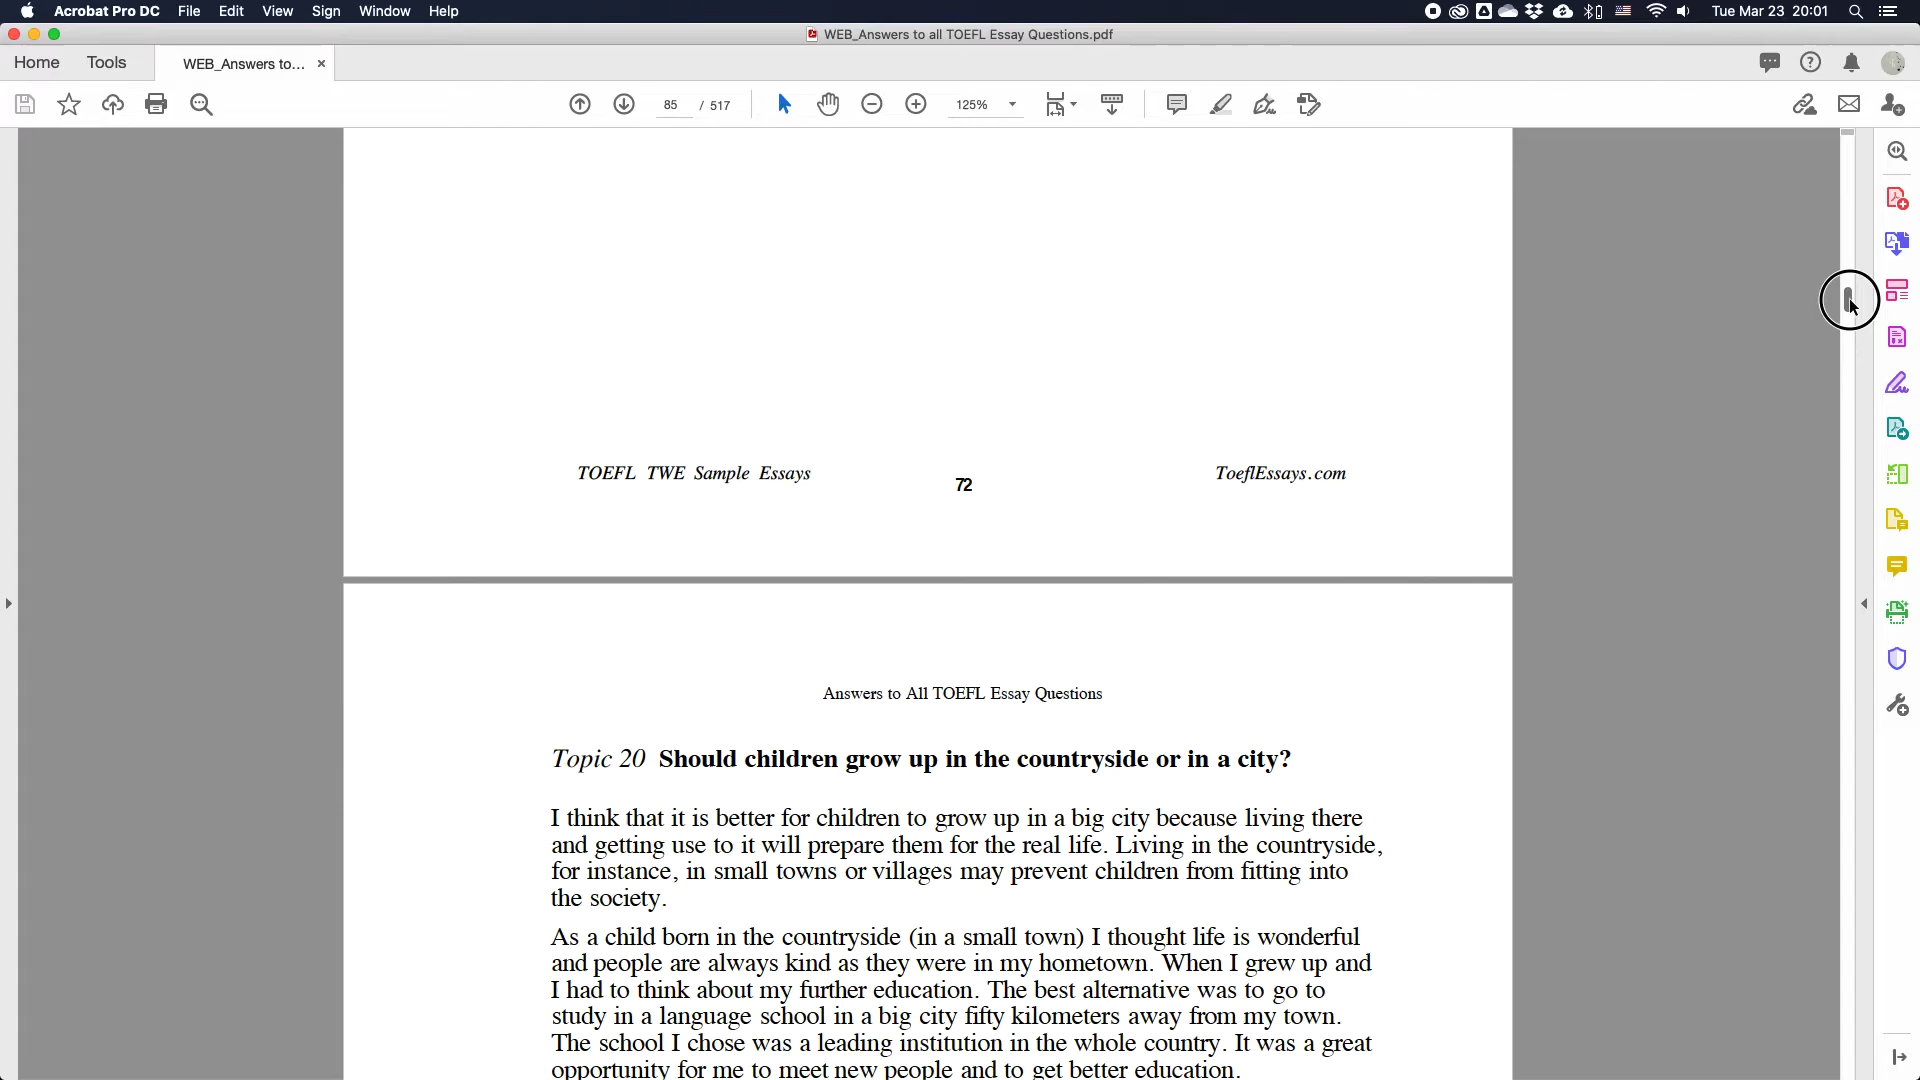 Acrobat Pro DC File Edit View Sign Window Help Tue Mar 23 20:01
WEB_Answers to all TOEFL Essay Questions.pdf
Home Tools WEB_Answers to... ×
85 / 517 125%
TOEFL TWE Sample Essays 72 ToeflEssays.com
Answers to All TOEFL Essay Questions
Topic 20 Should children grow up in the countryside or in a city?
I think that it is better for children to grow up in a big city because living there
and getting use to it will prepare them for the real life. Living in the countryside,
for instance, in small towns or villages may prevent children from fitting into
the society.
As a child born in the countryside (in a small town) I thought life is wonderful
and people are always kind as they were in my hometown. When I grew up and
I had to think about my further education. The best alternative was to go to
study in a language school in a big city fifty kilometers away from my town.
The school I chose was a leading institution in the whole country. It was a great
opportunity for me to meet new people and to get better education.